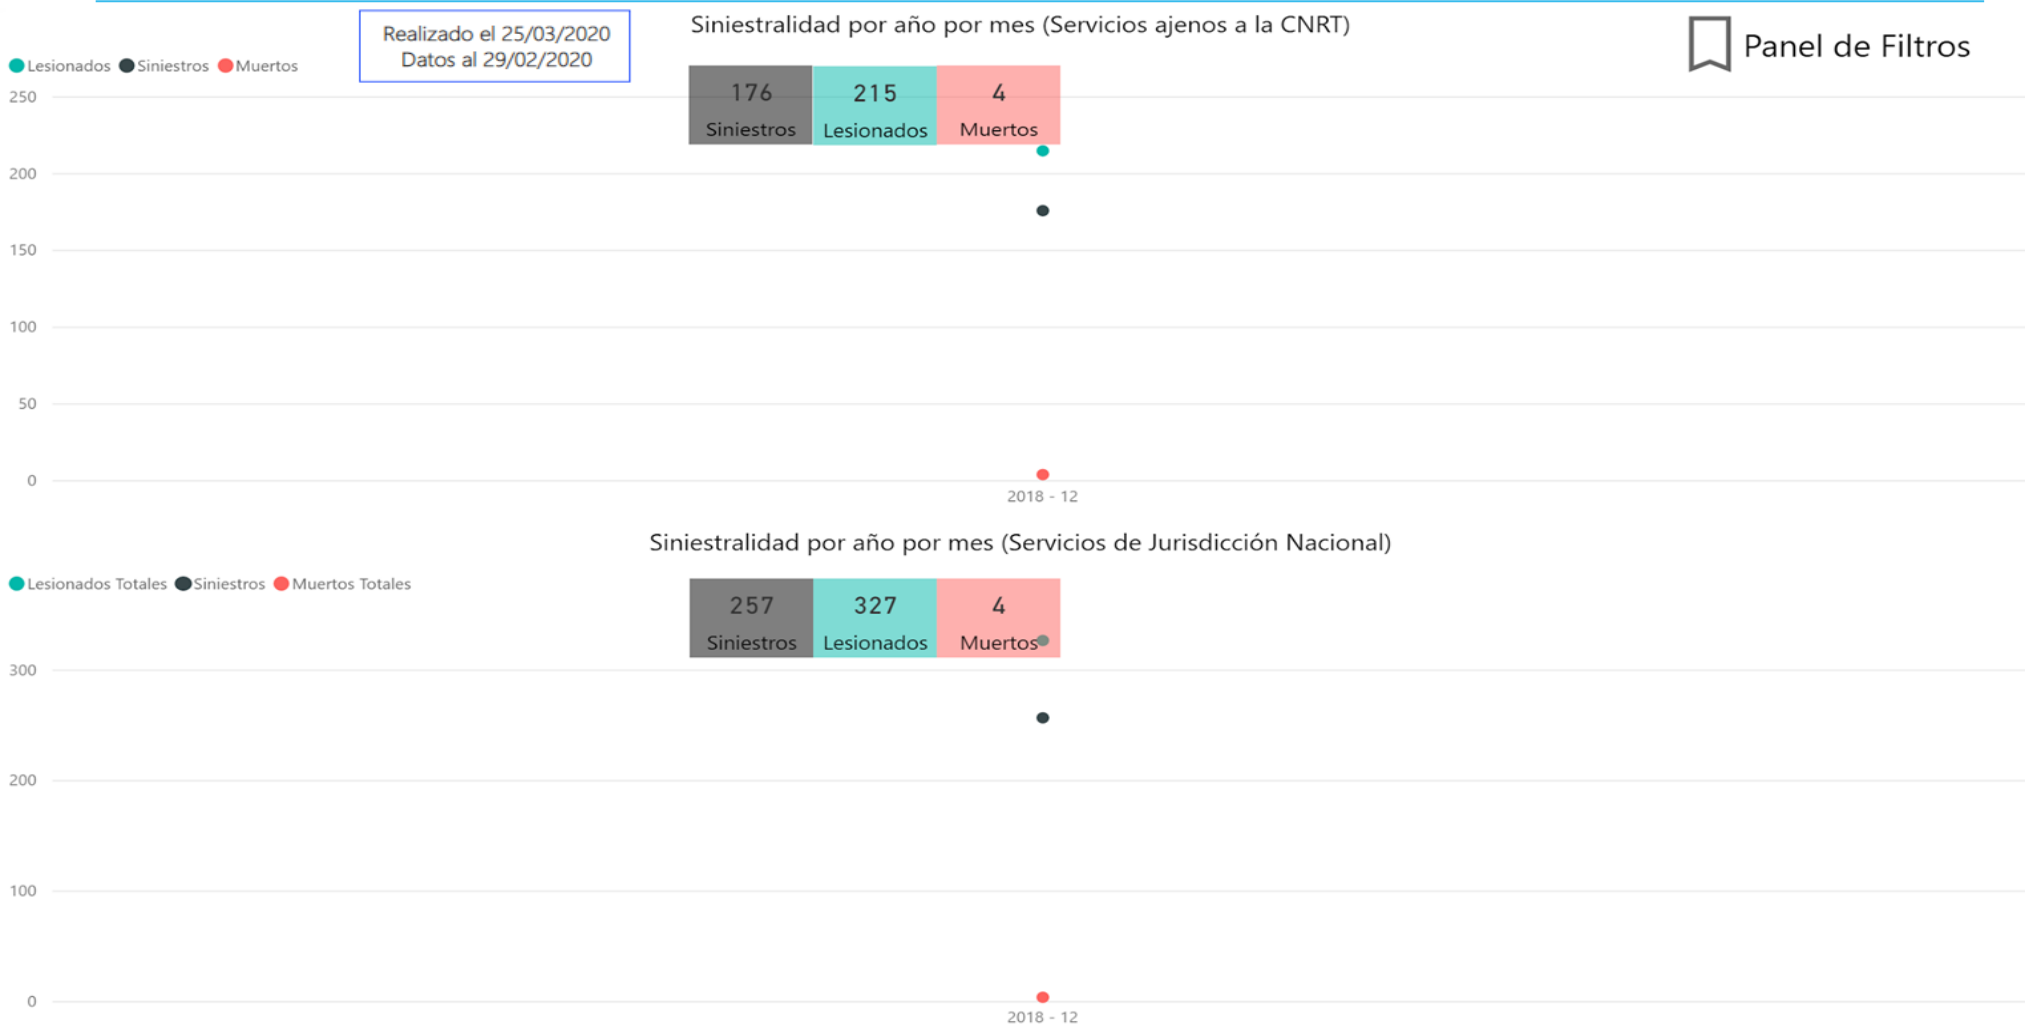 Realizado el 25/03/2020
Datos al 29/02/2020
Siniestralidad por año por mes (Servicios ajenos a la CNRT)
Panel de Filtros
Lesionados Siniestros Muertos
176 215 4
Siniestros Lesionados Muertos
250
200
150
100
50
0
2018 - 12
Siniestralidad por año por mes (Servicios de Jurisdicción Nacional)
Lesionados Totales Siniestros Muertos Totales
257 327 4
Siniestros Lesionados Muertos
300
200
100
0
2018 - 12